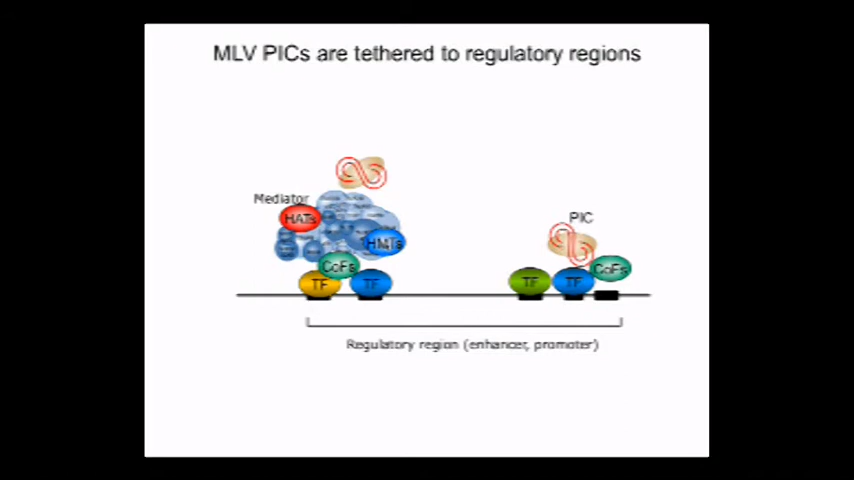 MLV PICs are tethered to regulatory regions
Mediator
HATs
HMTs
CoFs
TF
TF
PIC
CoFs
TF
TF
Regulatory region (enhancer, promoter)